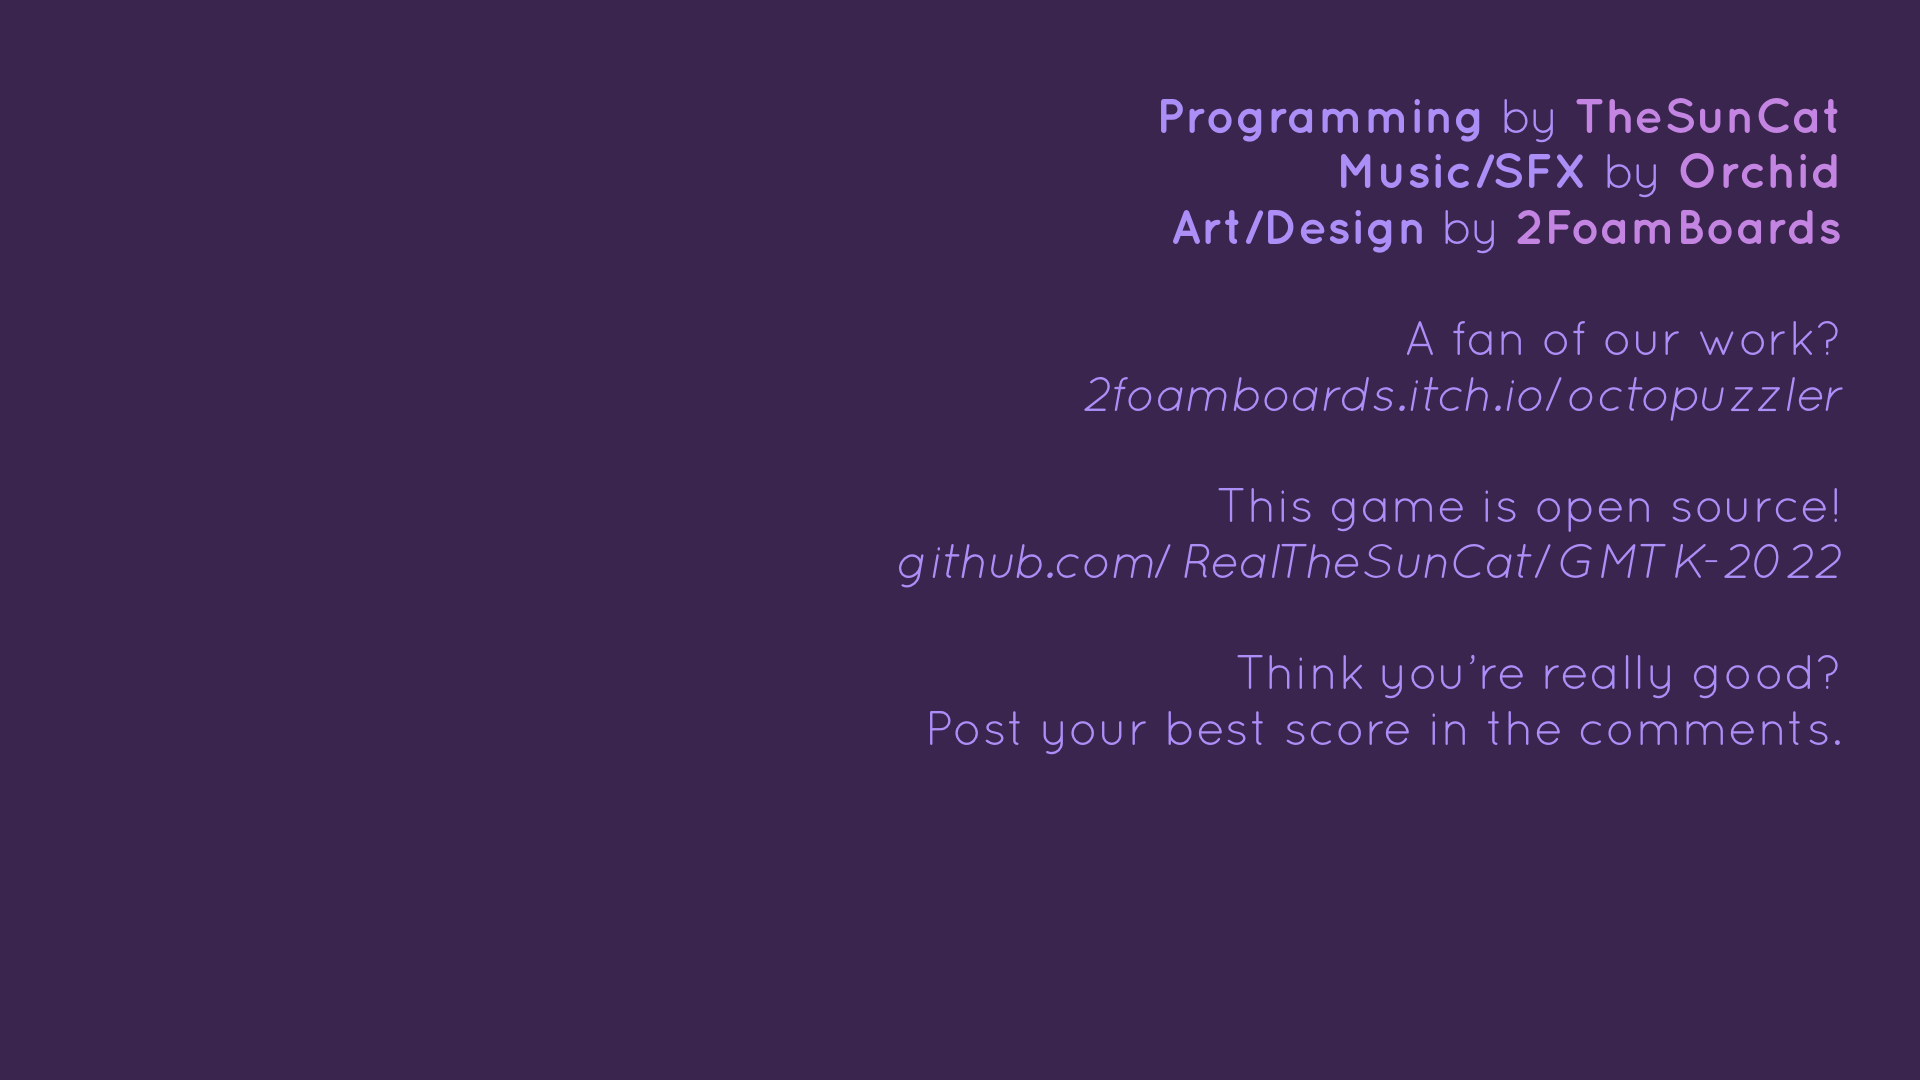 Programming by TheSunCat
Music/SFX by Orchid
Art/Design by 2FoamBoards
A fan of our work?
2foamboards.itch.io/octopuzzler
This game is open source!
github.com/RealTheSunCat/GMTK-2022
Think you’re really good?
Post your best score in the comments.